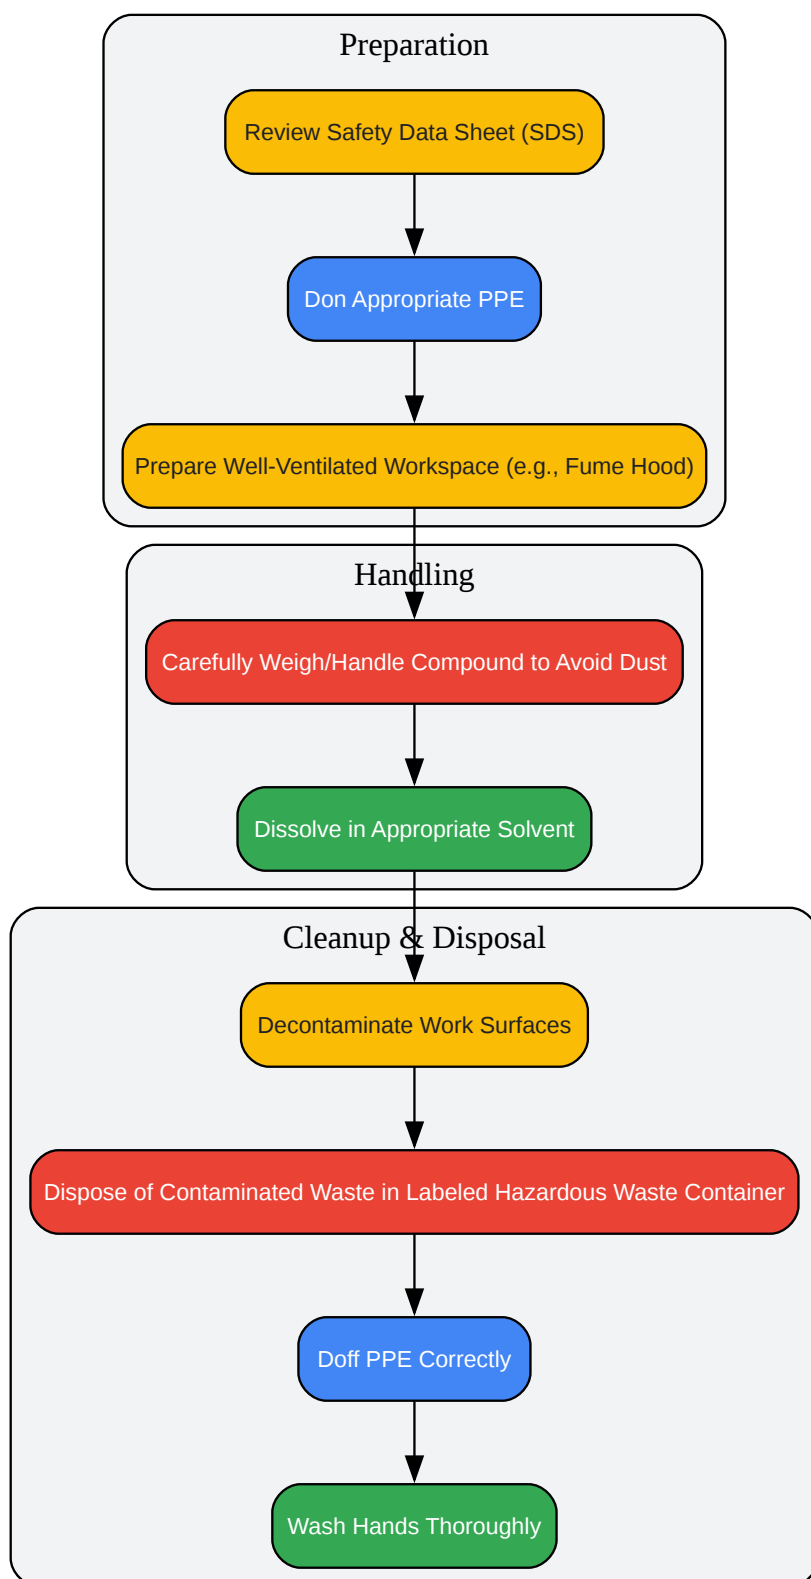 Preparation
Review Safety Data Sheet (SDS)
Don Appropriate PPE
Prepare Well-Ventilated Workspace (e.g., Fume Hood)
Handling
Carefully Weigh/Handle Compound to Avoid Dust
Dissolve in Appropriate Solvent
Cleanup & Disposal
Decontaminate Work Surfaces
Dispose of Contaminated Waste in Labeled Hazardous Waste Container
Doff PPE Correctly
Wash Hands Thoroughly